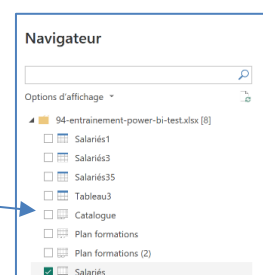 Navigateur
Options d'affichage
94-entrainement-power-bi-test.xlsx [8]
Salariés1
Salariés3
Salariés35
Tableau3
Catalogue
Plan formations
Plan formations (2)
Salariés